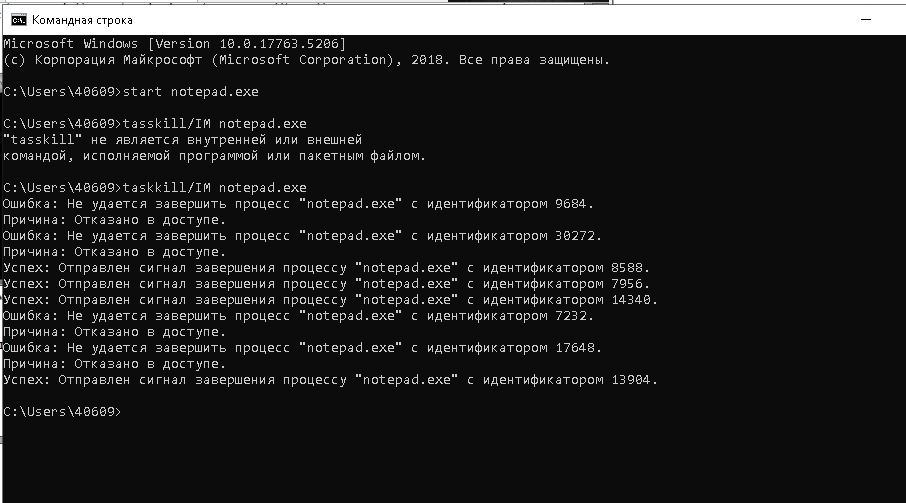 Командная строка
Microsoft Windows [Version 10.0.17763.5206]
(c) Корпорация Майкрософт (Microsoft Corporation), 2018. Все права защищены.
C:\Users\40609>start notepad.exe
C:\Users\40609>tasskill/IM notepad.exe
"tasskill" не является внутренней или внешней
командой, исполняемой программой или пакетным файлом.
C:\Users\40609>taskkill/IM notepad.exe
Ошибка: Не удается завершить процесс "notepad.exe" с идентификатором 9684.
Причина: Отказано в доступе.
Ошибка: Не удается завершить процесс "notepad.exe" с идентификатором 30272.
Причина: Отказано в доступе.
Успех: Отправлен сигнал завершения процессу "notepad.exe" с идентификатором 8588.
Успех: Отправлен сигнал завершения процессу "notepad.exe" с идентификатором 7956.
Успех: Отправлен сигнал завершения процессу "notepad.exe" с идентификатором 14340.
Ошибка: Не удается завершить процесс "notepad.exe" с идентификатором 7232.
Причина: Отказано в доступе.
Ошибка: Не удается завершить процесс "notepad.exe" с идентификатором 17648.
Причина: Отказано в доступе.
Успех: Отправлен сигнал завершения процессу "notepad.exe" с идентификатором 13904.
C:\Users\40609>